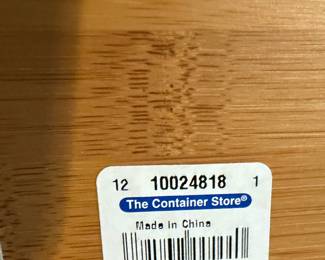 12 10024818 1
The Container Store®
Made in China